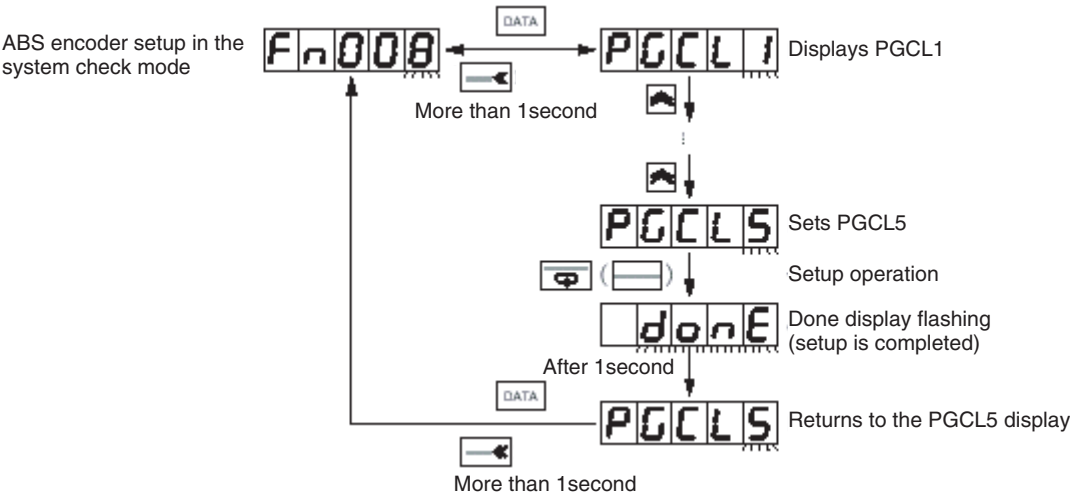 DATA
ABS encoder setup in the
system check mode
Fn008
PGCL1
Displays PGCL1
More than 1second
PGCL5
Sets PGCL5
( )
Setup operation
donE
Done display flashing
(setup is completed)
After 1second
DATA
PGCL5
Returns to the PGCL5 display
More than 1second